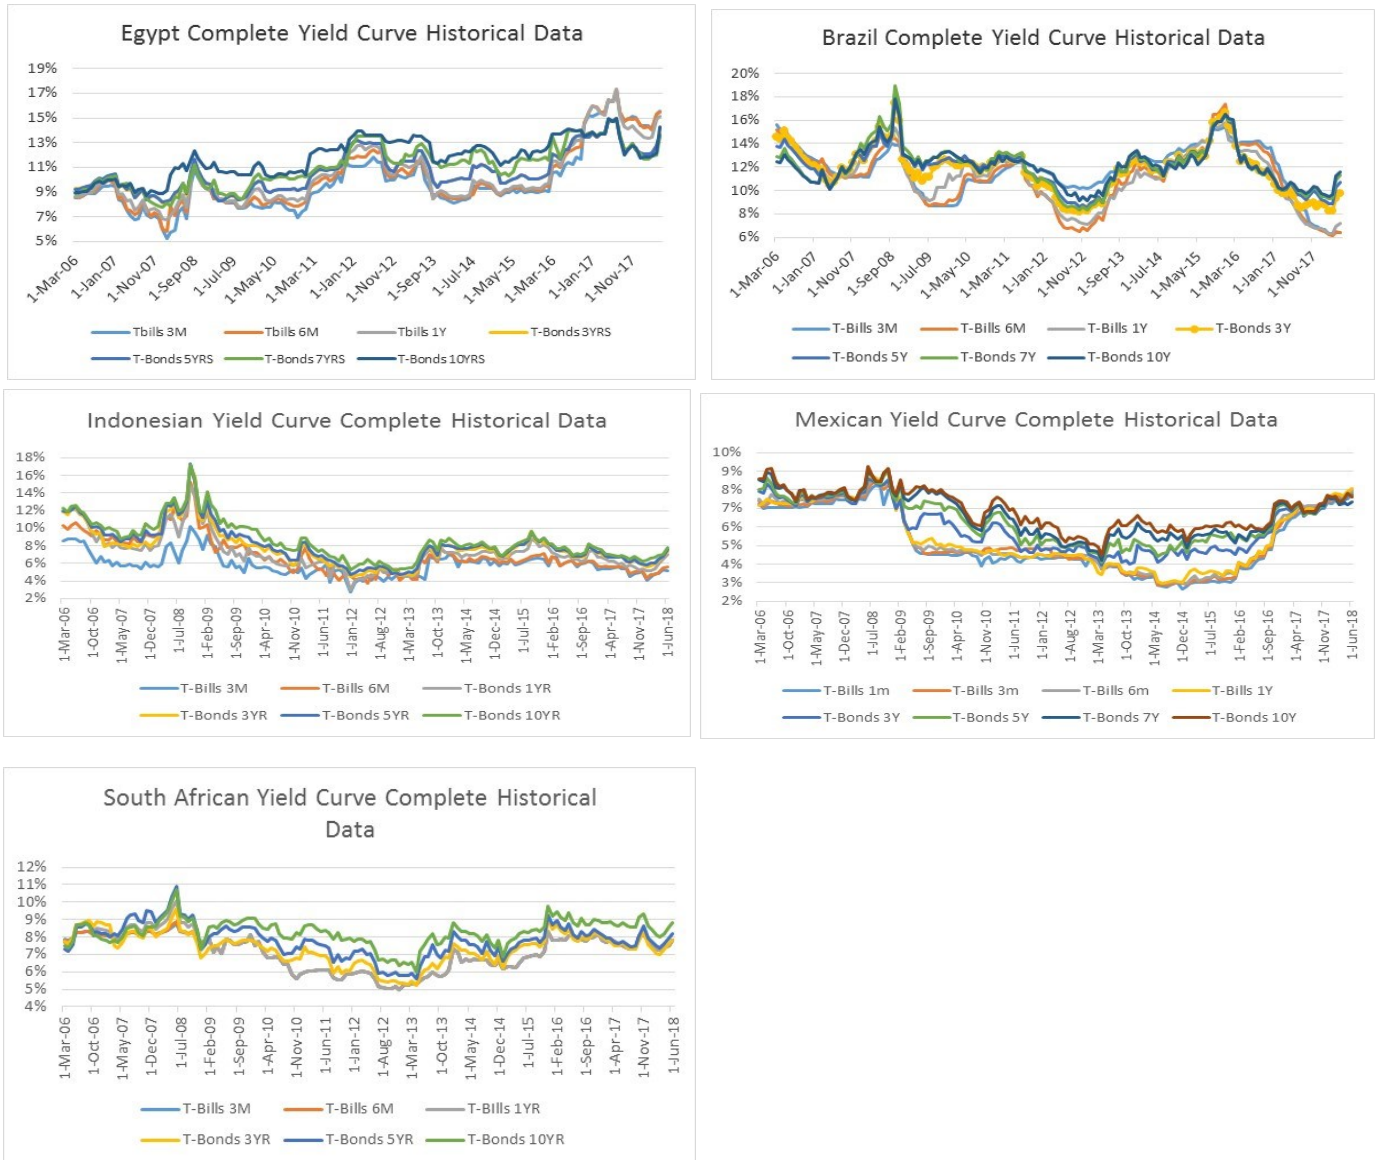 Egypt Complete Yield Curve Historical Data
19%
17%
15%
13%
11%
9%
7%
5%
1-Mar-06
1-Jan-07
1-Nov-07
1-Sep-08
1-Jul-09
1-May-10
1-Mar-11
1-Jan-12
1-Nov-12
1-Sep-13
1-Jul-14
1-May-15
1-Mar-16
1-Jan-17
1-Nov-17
Tbills 3M
Tbills 6M
Tbills 1Y
T-Bonds 3YRS
T-Bonds 5YRS
T-Bonds 7YRS
T-Bonds 10YRS
Brazil Complete Yield Curve Historical Data
20%
18%
16%
14%
12%
10%
8%
6%
1-Mar-06
1-Jan-07
1-Nov-07
1-Sep-08
1-Jul-09
1-May-10
1-Mar-11
1-Jan-12
1-Nov-12
1-Sep-13
1-Jul-14
1-May-15
1-Mar-16
1-Jan-17
1-Nov-17
T-Bills 3M
T-Bills 6M
T-Bills 1Y
T-Bonds 3Y
T-Bonds 5Y
T-Bonds 7Y
T-Bonds 10Y
Indonesian Yield Curve Complete Historical Data
18%
16%
14%
12%
10%
8%
6%
4%
2%
1-Mar-06
1-Oct-06
1-May-07
1-Dec-07
1-Jul-08
1-Feb-09
1-Sep-09
1-Apr-10
1-Nov-10
1-Jun-11
1-Jan-12
1-Aug-12
1-Mar-13
1-Oct-13
1-May-14
1-Dec-14
1-Jul-15
1-Feb-16
1-Sep-16
1-Apr-17
1-Nov-17
1-Jun-18
T-Bills 3M
T-Bills 6M
T-Bonds 1YR
T-Bonds 3YR
T-Bonds 5YR
T-Bonds 10YR
Mexican Yield Curve Complete Historical Data
10%
9%
8%
7%
6%
5%
4%
3%
2%
1-Mar-06
1-Oct-06
1-May-07
1-Dec-07
1-Jul-08
1-Feb-09
1-Sep-09
1-Apr-10
1-Nov-10
1-Jun-11
1-Jan-12
1-Aug-12
1-Mar-13
1-Oct-13
1-May-14
1-Dec-14
1-Jul-15
1-Feb-16
1-Sep-16
1-Apr-17
1-Nov-17
1-Jun-18
T-Bills 1m
T-Bills 3m
T-Bills 6m
T-Bills 1Y
T-Bonds 3Y
T-Bonds 5Y
T-Bonds 7Y
T-Bonds 10Y
South African Yield Curve Complete Historical
Data
12%
11%
10%
9%
8%
7%
6%
5%
4%
1-Mar-06
1-Oct-06
1-May-07
1-Dec-07
1-Jul-08
1-Feb-09
1-Sep-09
1-Apr-10
1-Nov-10
1-Jun-11
1-Jan-12
1-Aug-12
1-Mar-13
1-Oct-13
1-May-14
1-Dec-14
1-Jul-15
1-Feb-16
1-Sep-16
1-Apr-17
1-Nov-17
1-Jun-18
T-Bills 3M
T-Bills 6M
T-BIlls 1YR
T-Bonds 3YR
T-Bonds 5YR
T-Bonds 10YR